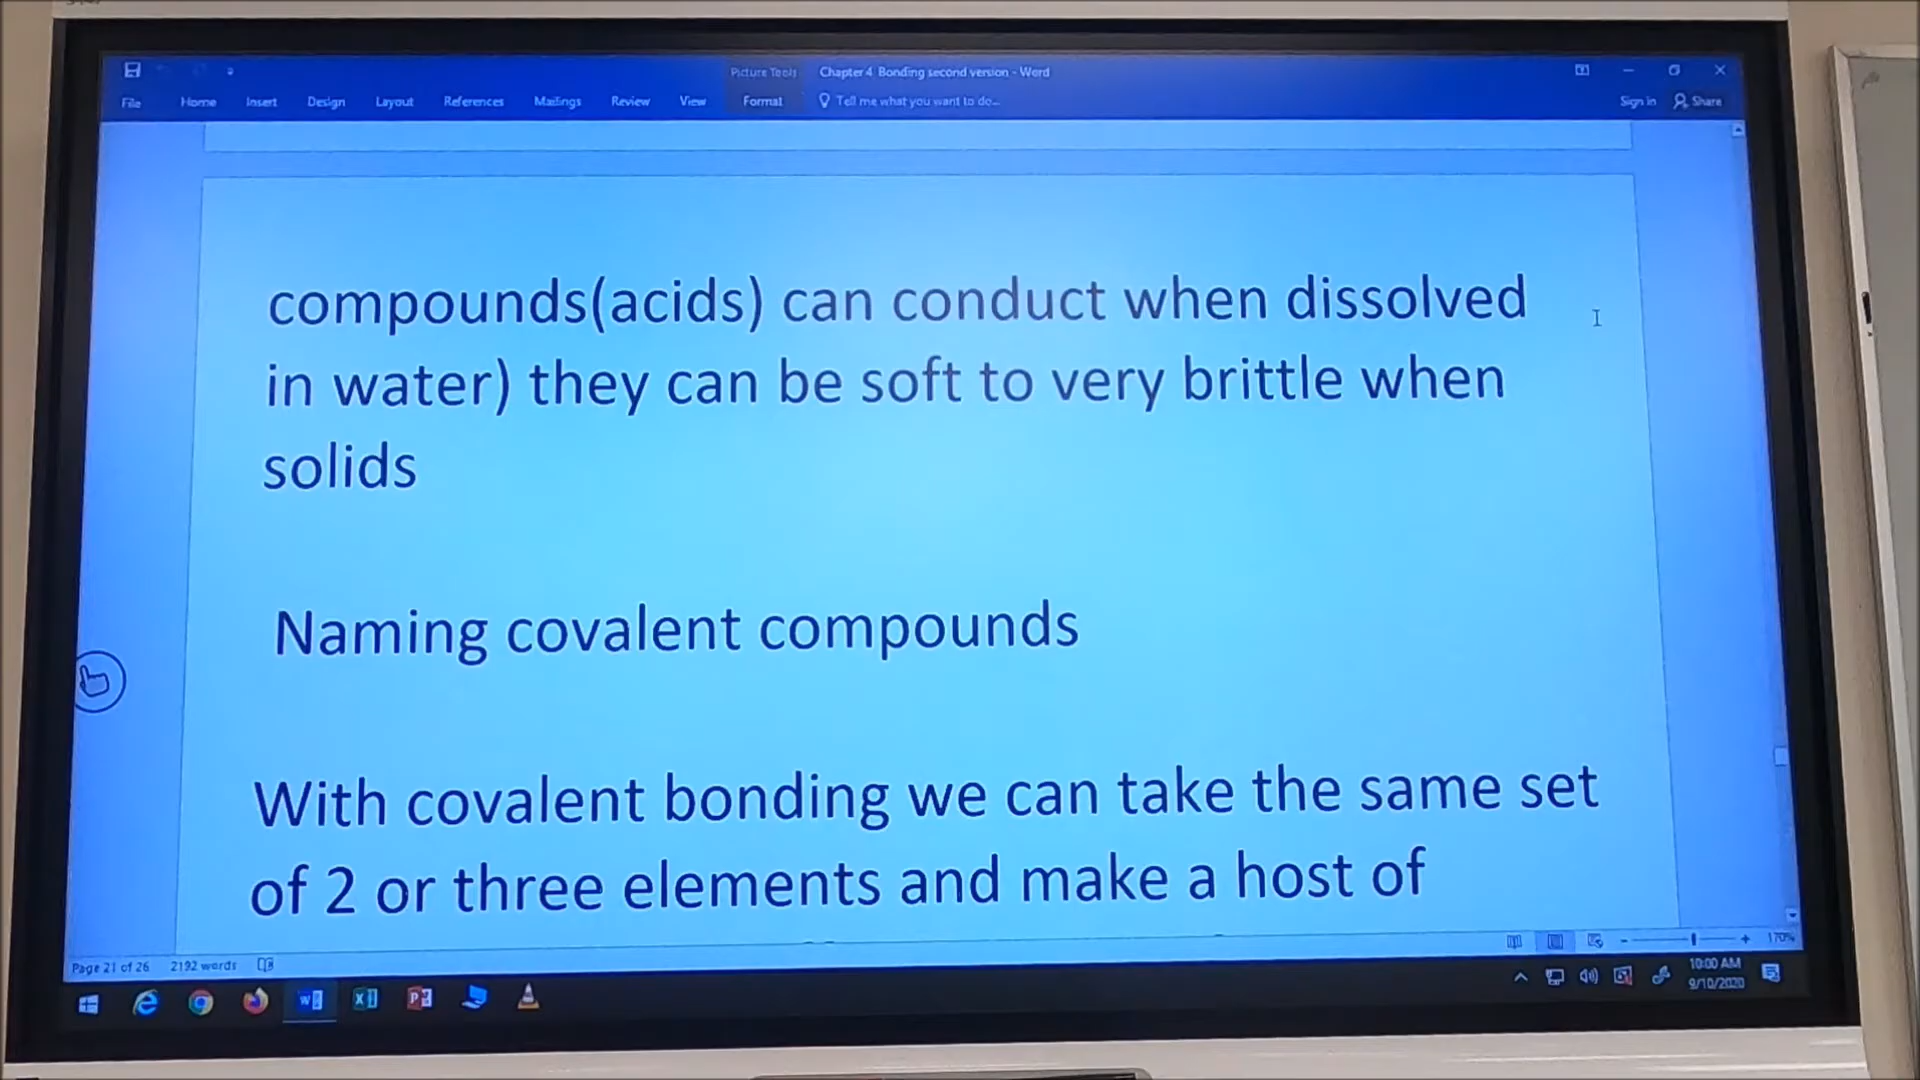 Picture Tools
Chapter 4 Bonding second version - Word
File Home Insert Design Layout References Mailings Review View Format Tell me what you want to do...
Sign in Share
compounds(acids) can conduct when dissolved
in water) they can be soft to very brittle when
solids
Naming covalent compounds
With covalent bonding we can take the same set
of 2 or three elements and make a host of
Page 21 of 26 2192 words
170%
10:00 AM
9/10/2020